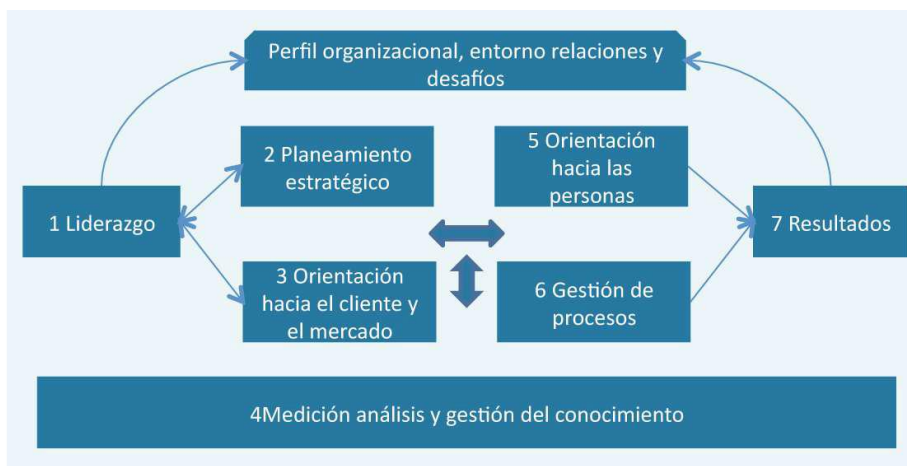 Perfil organizacional, entorno relaciones y
desafíos
2 Planeamiento
estratégico
5 Orientación
hacia las
personas
1 Liderazgo
7 Resultados
3 Orientación
hacia el cliente y
el mercado
6 Gestión de
procesos
4Medición análisis y gestión del conocimiento